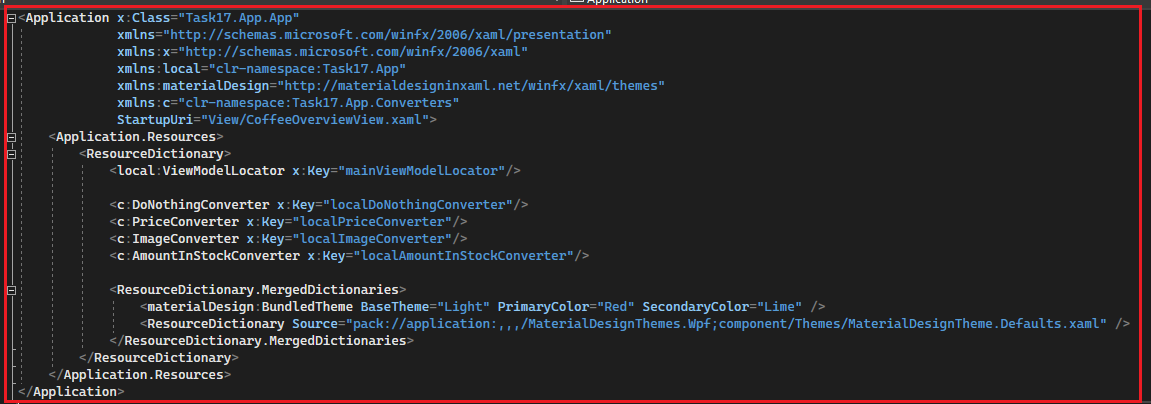 Application
<Application x:Class="Task17.App.App"
xmlns="http://schemas.microsoft.com/winfx/2006/xaml/presentation"
xmlns:x="http://schemas.microsoft.com/winfx/2006/xaml"
xmlns:local="clr-namespace:Task17.App"
xmlns:materialDesign="http://materialdesigninxaml.net/winfx/xaml/themes"
xmlns:c="clr-namespace:Task17.App.Converters"
StartupUri="View/CoffeeOverviewView.xaml">
<Application.Resources>
<ResourceDictionary>
<local:ViewModelLocator x:Key="mainViewModelLocator"/>
<c:DoNothingConverter x:Key="localDoNothingConverter"/>
<c:PriceConverter x:Key="localPriceConverter"/>
<c:ImageConverter x:Key="localImageConverter"/>
<c:AmountInStockConverter x:Key="localAmountInStockConverter"/>
<ResourceDictionary.MergedDictionaries>
<materialDesign:BundledTheme BaseTheme="Light" PrimaryColor="Red" SecondaryColor="Lime" />
<ResourceDictionary Source="pack://application:,,,/MaterialDesignThemes.Wpf;component/Themes/MaterialDesignTheme.Defaults.xaml" />
</ResourceDictionary.MergedDictionaries>
</ResourceDictionary>
</Application.Resources>
</Application>